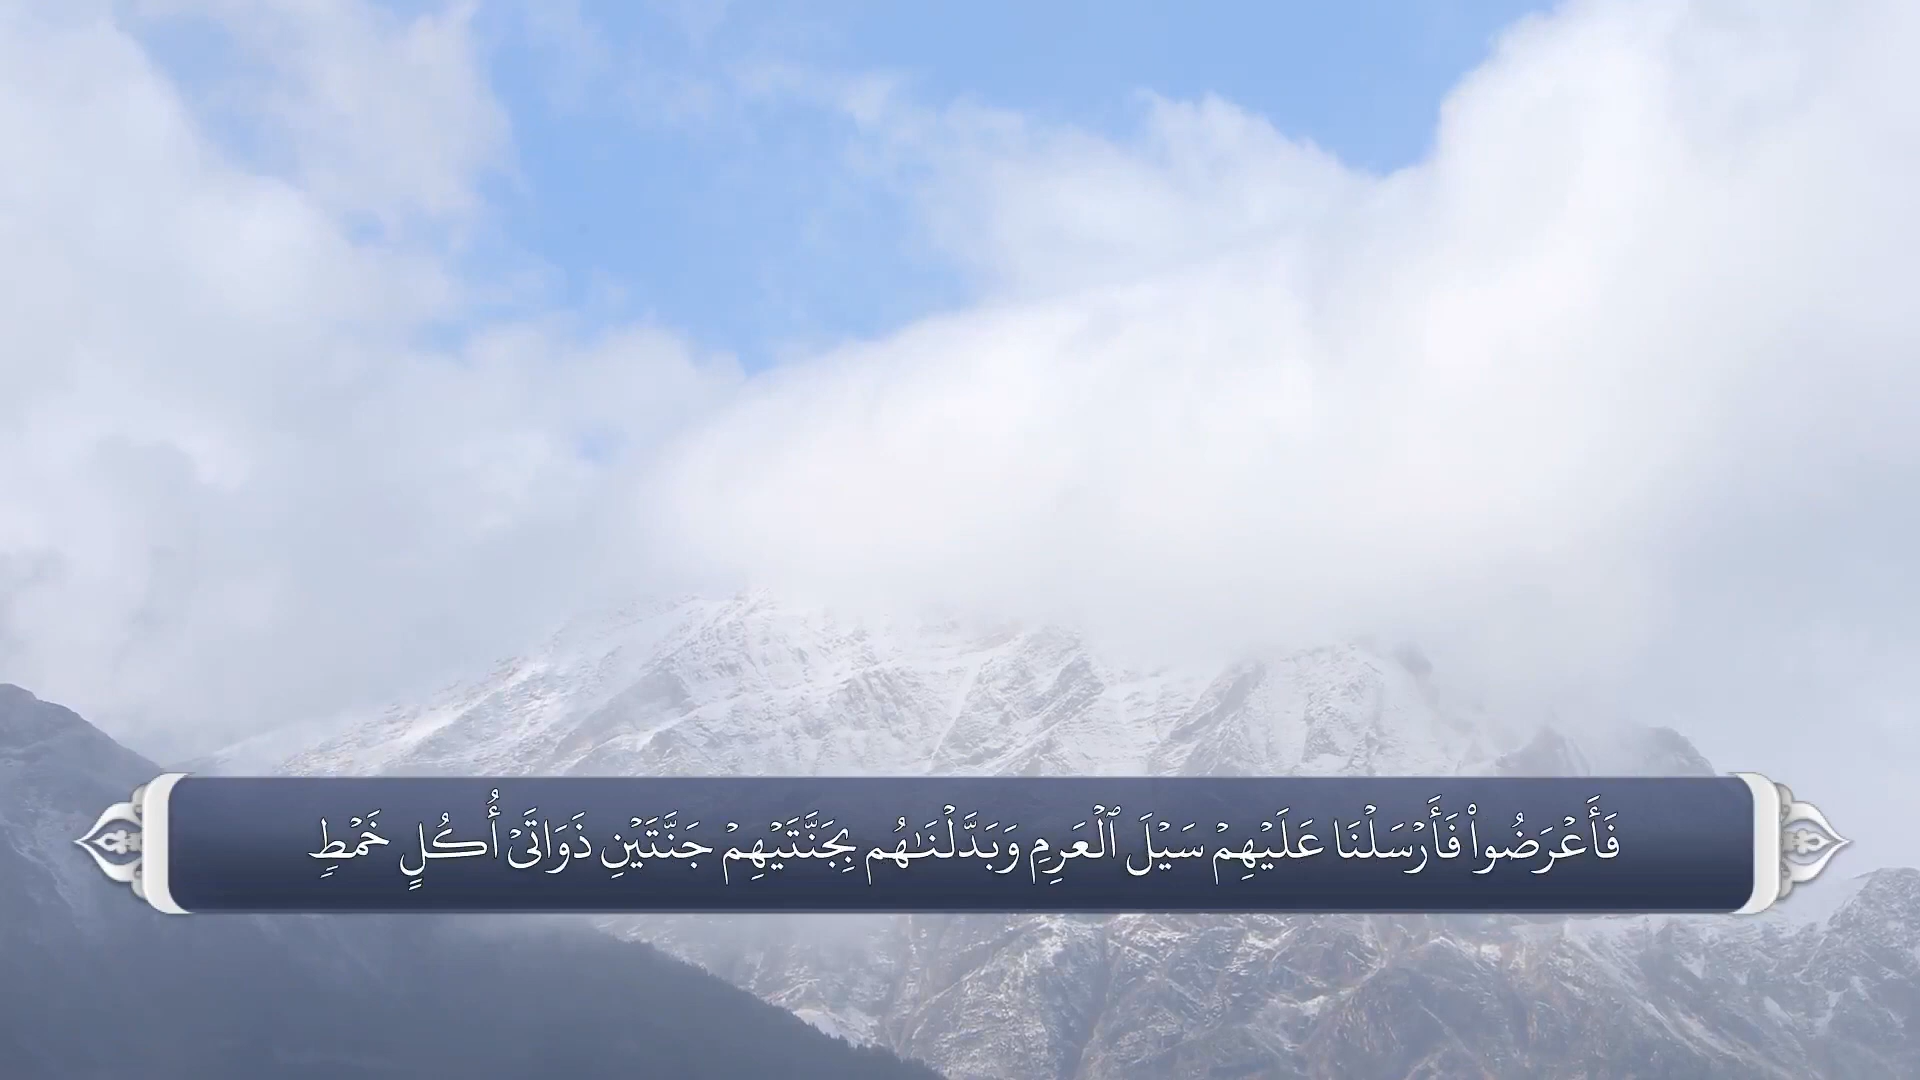 فَأَعۡرَضُواْ فَأَرۡسَلۡنَا عَلَيۡهِمۡ سَيۡلَ ٱلۡعَرِمِ وَبَدَّلۡنَٰهُم بِجَنَّتَيۡهِمۡ جَنَّتَيۡنِ ذَوَاتَيۡ أُكُلٍ خَمۡطٖ